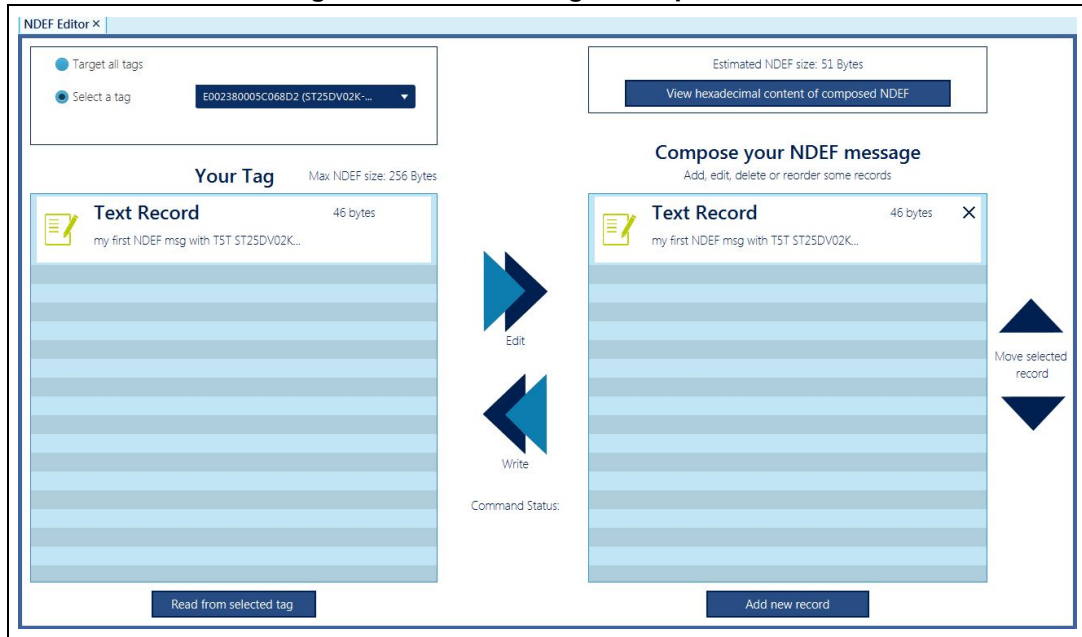 NDEF Editor ×
Target all tags
Select a tag
E002380005C068D2 (ST25DV02K-...
Estimated NDEF size: 51 Bytes
View hexadecimal content of composed NDEF
Your Tag
Max NDEF size: 256 Bytes
Compose your NDEF message
Add, edit, delete or reorder some records
Text Record
46 bytes
my first NDEF msg with T5T ST25DV02K...
Text Record
46 bytes
my first NDEF msg with T5T ST25DV02K...
Edit
Write
Command Status:
Move selected
record
Read from selected tag
Add new record